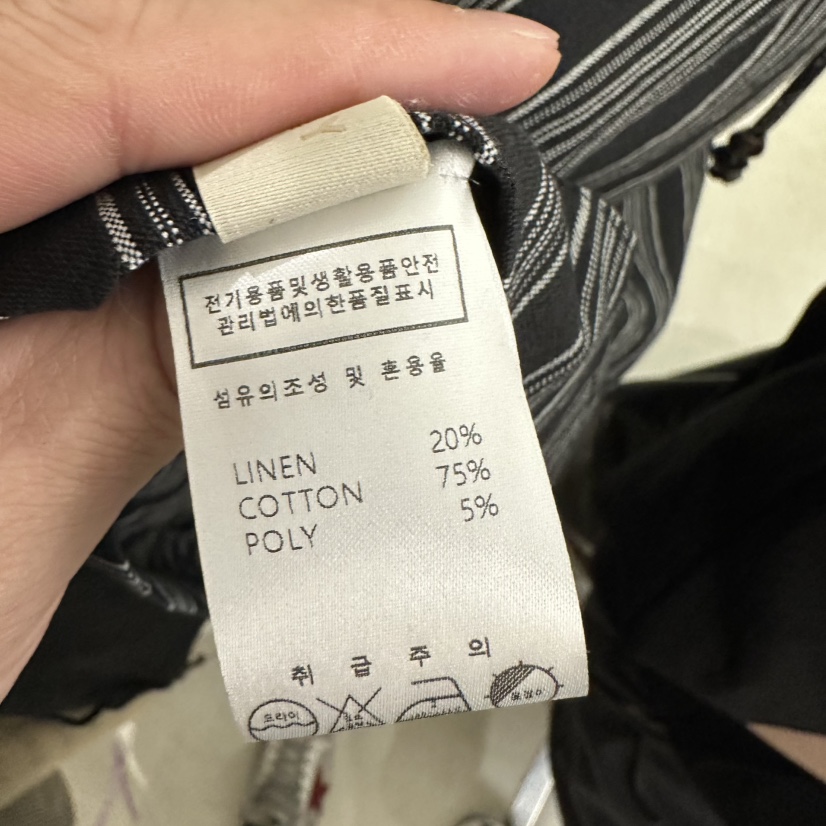 전기용품및생활용품안전
관리법에의한품질표시
섬유의조성 및 혼용율
LINEN 20%
COTTON 75%
POLY 5%
취급주의
드라이